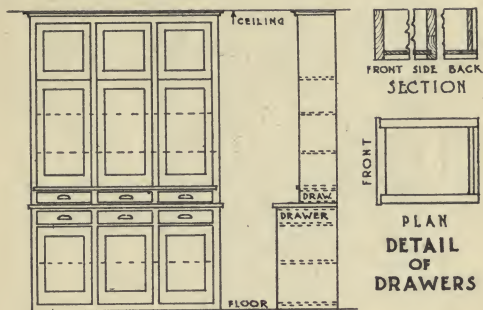 CEILING
DRAW.
DRAWER
FLOOR
FRONT SIDE BACK
SECTION
FRONT
PLAN
DETAIL
OF
DRAWERS